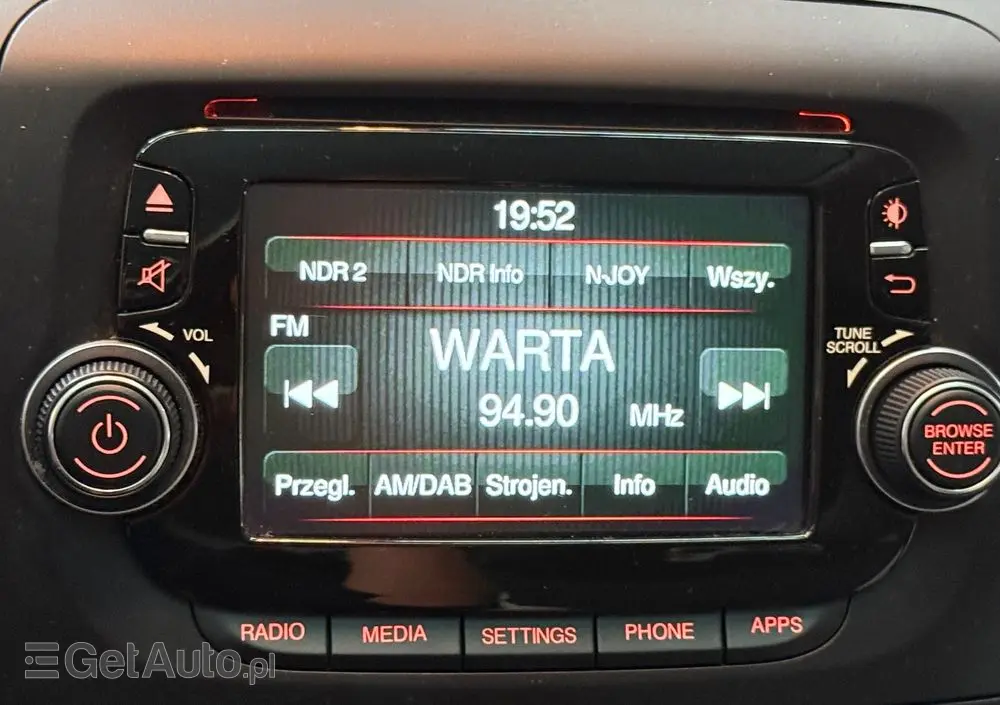 19:52
NDR 2 NDR Info N-JOY Wszy.
FM
WARTA
94.90 MHz
Przegl. AM/DAB Strojen. Info Audio
VOL
TUNE
SCROLL
BROWSE
ENTER
RADIO MEDIA SETTINGS PHONE APPS
GetAuto.pl